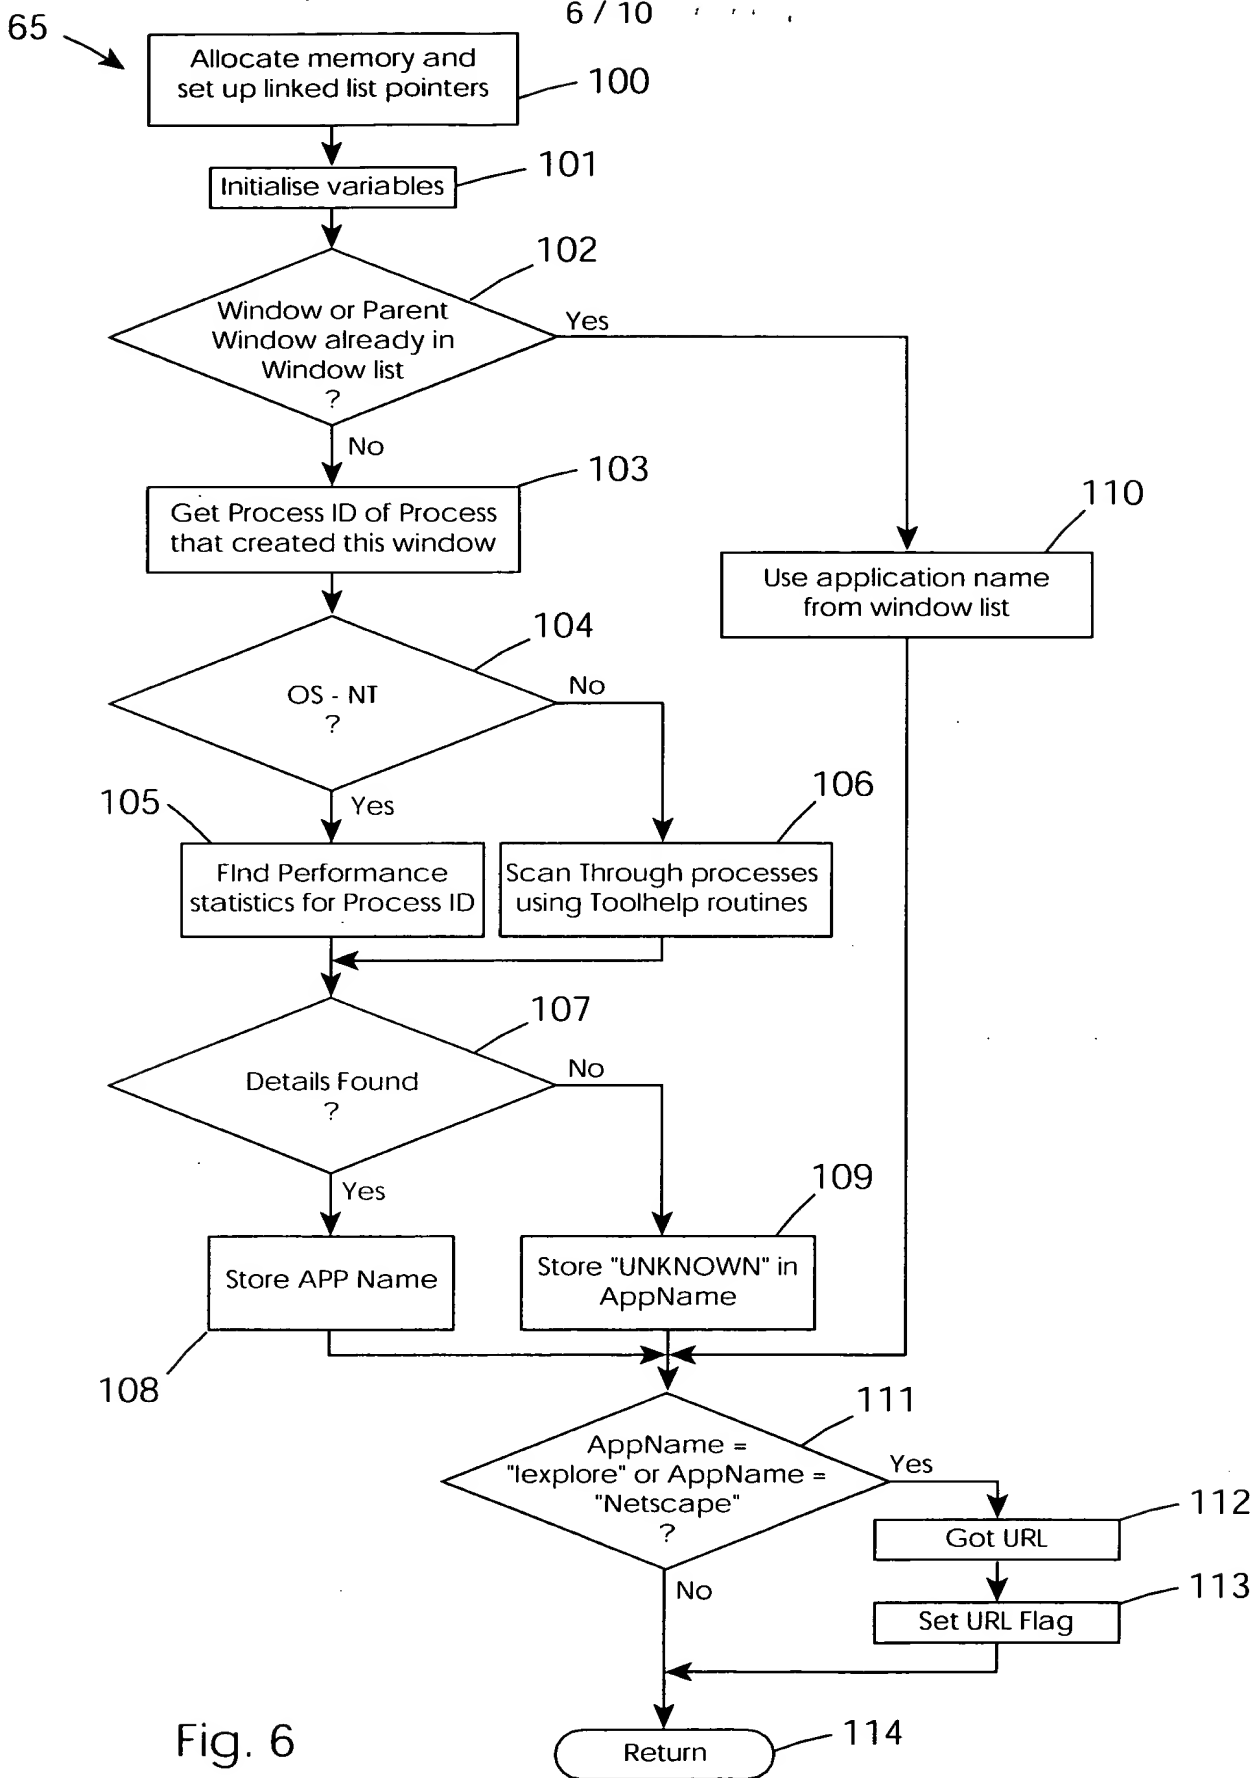 6 / 10
65
Allocate memory and
set up linked list pointers
100
Initialise variables
101
102
Window or Parent
Window already in
Window list
?
Yes
No
103
Get Process ID of Process
that created this window
110
Use application name
from window list
104
OS - NT
?
No
Yes
105
106
FInd Performance
statistics for Process ID
Scan Through processes
using Toolhelp routines
107
Details Found
?
No
Yes
109
Store APP Name
Store "UNKNOWN" in
AppName
108
111
AppName =
"Iexplore" or AppName =
"Netscape"
?
Yes
112
Got URL
No
113
Set URL Flag
Fig. 6
Return
114